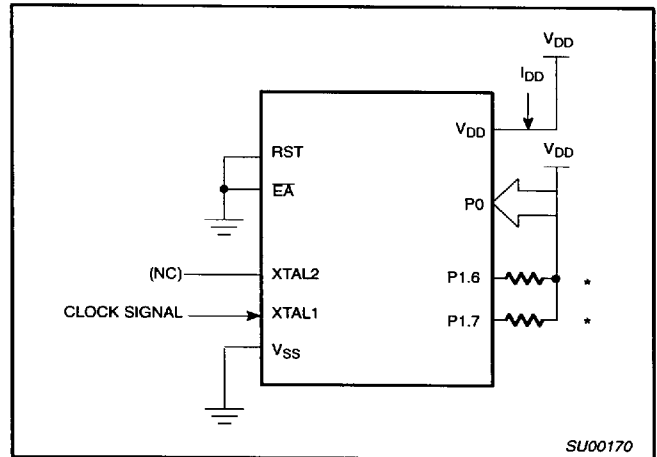 VDD
IDD
VDD
VDD
RST
EA
P0
(NC)
XTAL2
P1.6
*
CLOCK SIGNAL
XTAL1
P1.7
*
VSS
SU00170